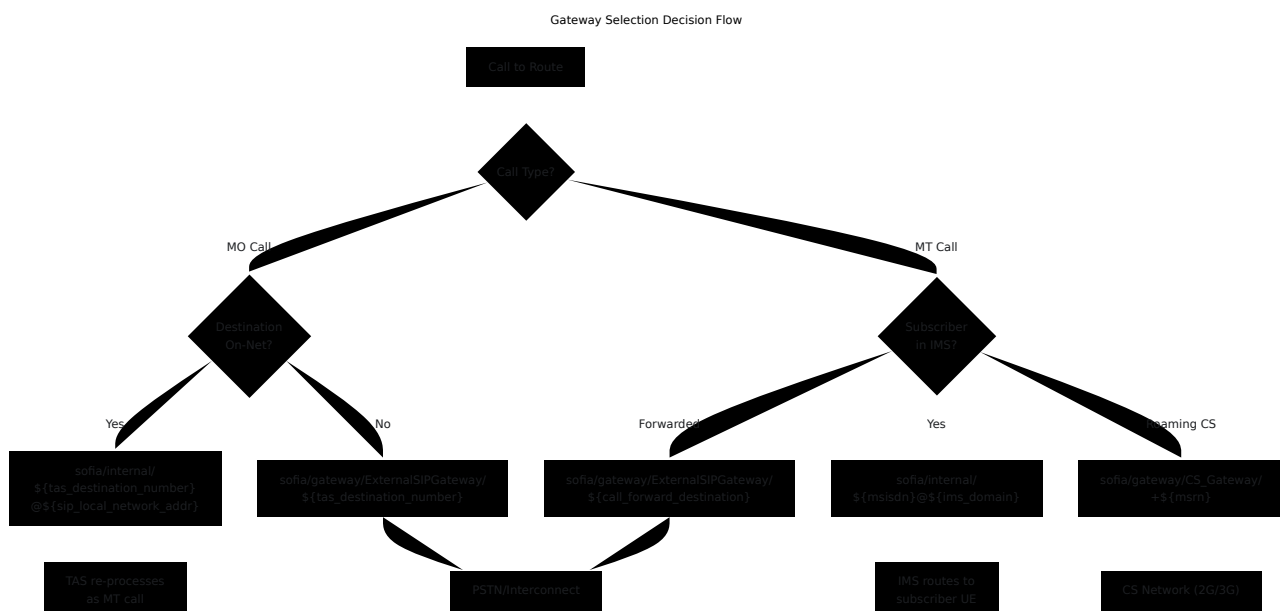 Gateway Selection Decision Flow
Call to Route
Call Type?
MO Call
MT Call
Destination
On-Net?
Subscriber
in IMS?
Yes
No
Forwarded
Yes
Roaming CS
sofia/internal/
${tas_destination_number}
@${sip_local_network_addr}
sofia/gateway/ExternalSIPGateway/
${tas_destination_number}
sofia/gateway/ExternalSIPGateway/
${call_forward_destination}
sofia/internal/
${msisdn}@${ims_domain}
sofia/gateway/CS_Gateway/
+${msrn}
TAS re-processes
as MT call
PSTN/Interconnect
IMS routes to
subscriber UE
CS Network (2G/3G)